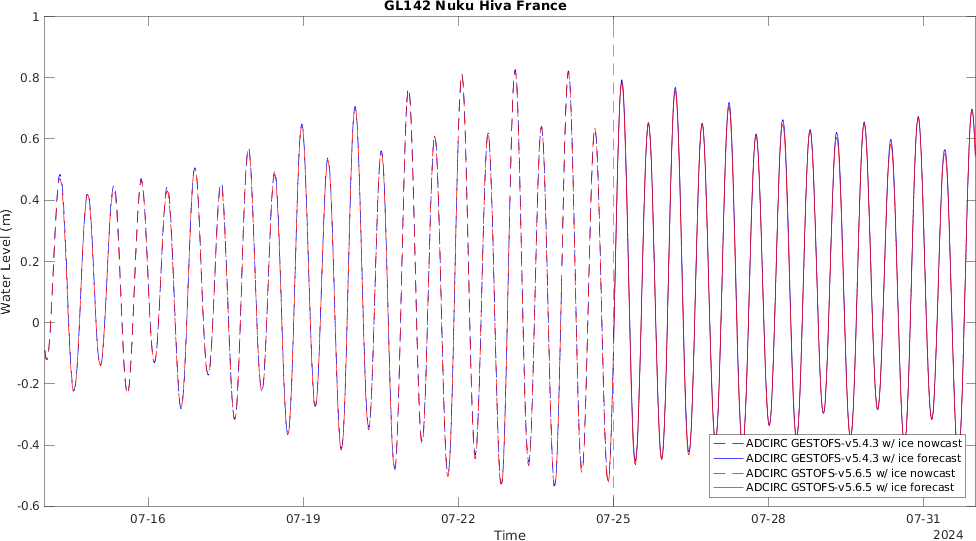 GL142 Nuku Hiva France
1
0.8
0.6
0.4
0.2
0
-0.2
-0.4
-0.6
Water Level (m)
ADCIRC GESTOFS-v5.4.3 w/ ice nowcast
ADCIRC GESTOFS-v5.4.3 w/ ice forecast
ADCIRC GSTOFS-v5.6.5 w/ ice nowcast
ADCIRC GSTOFS-v5.6.5 w/ ice forecast
07-16 07-19 07-22 07-25 07-28 07-31
Time
2024